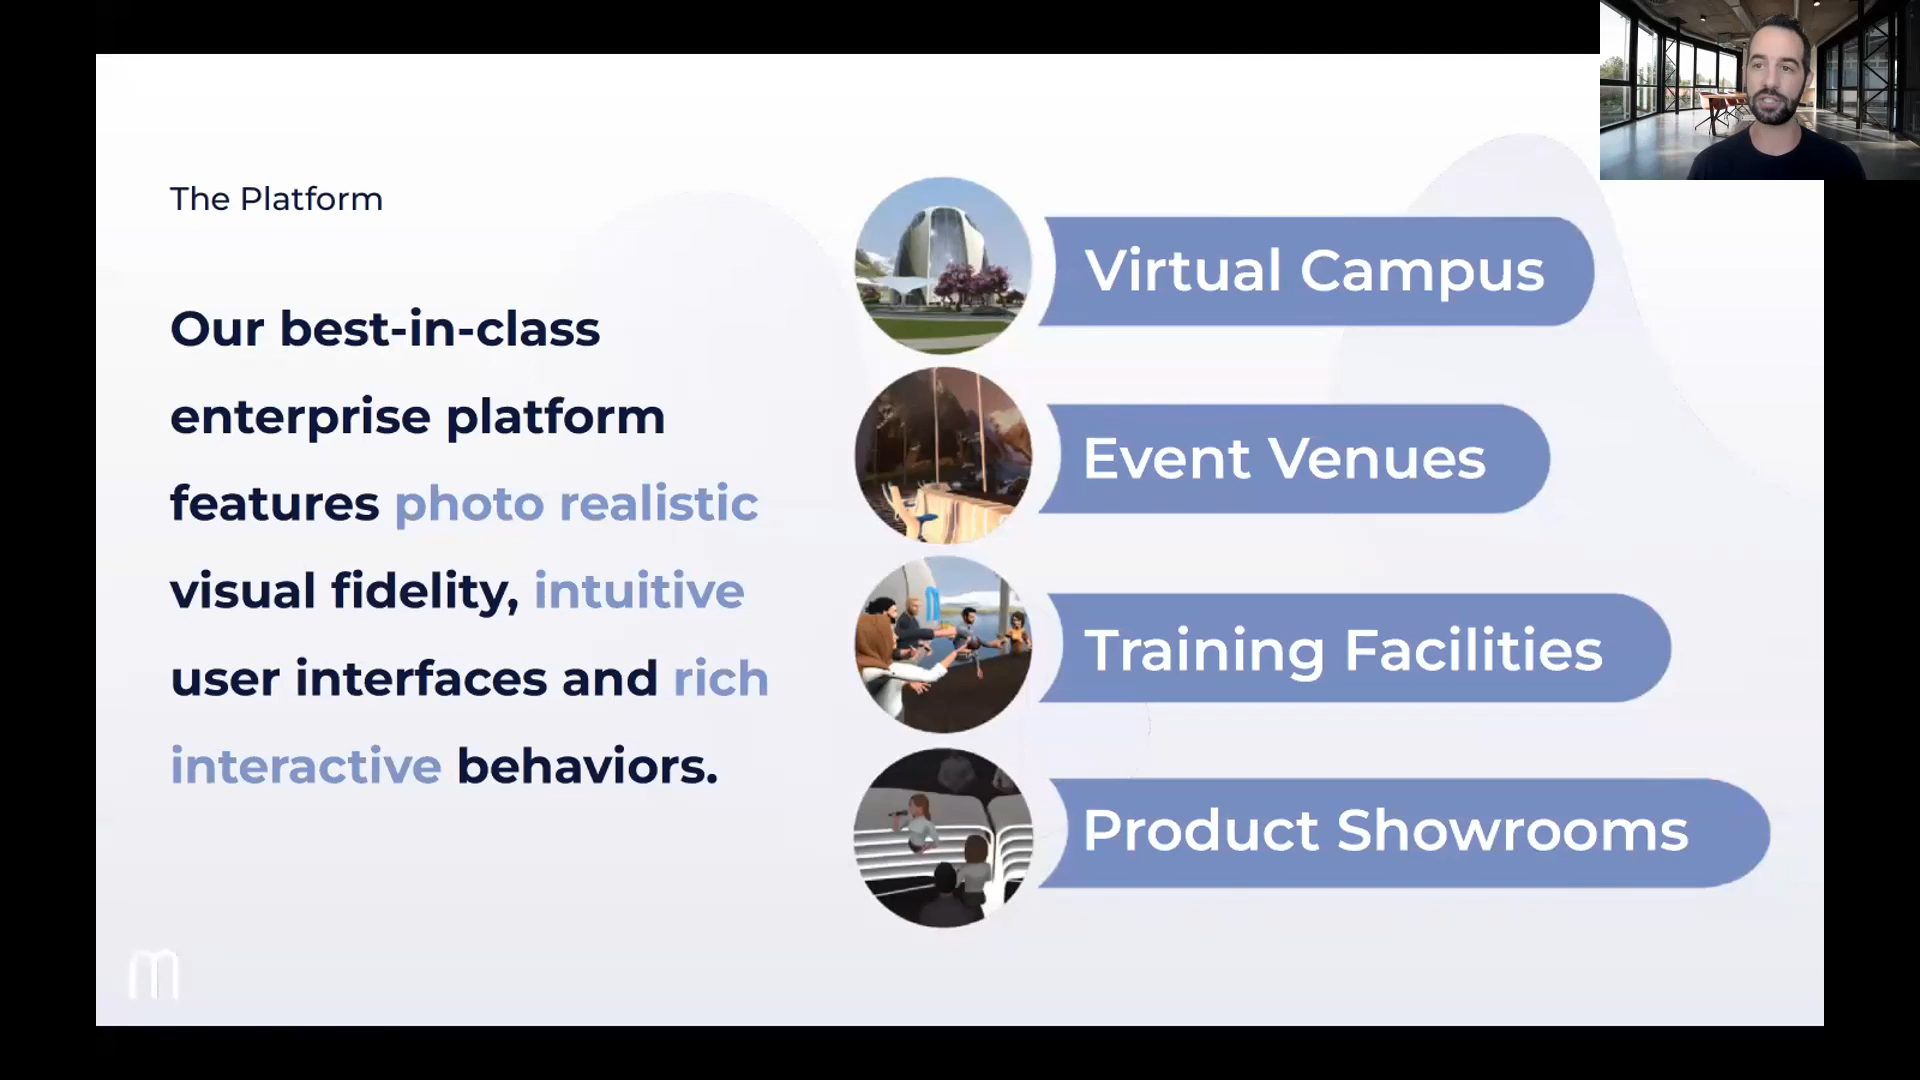 The Platform
Our best-in-class
enterprise platform
features photo realistic
visual fidelity, intuitive
user interfaces and rich
interactive behaviors.
Virtual Campus
Event Venues
Training Facilities
Product Showrooms
m